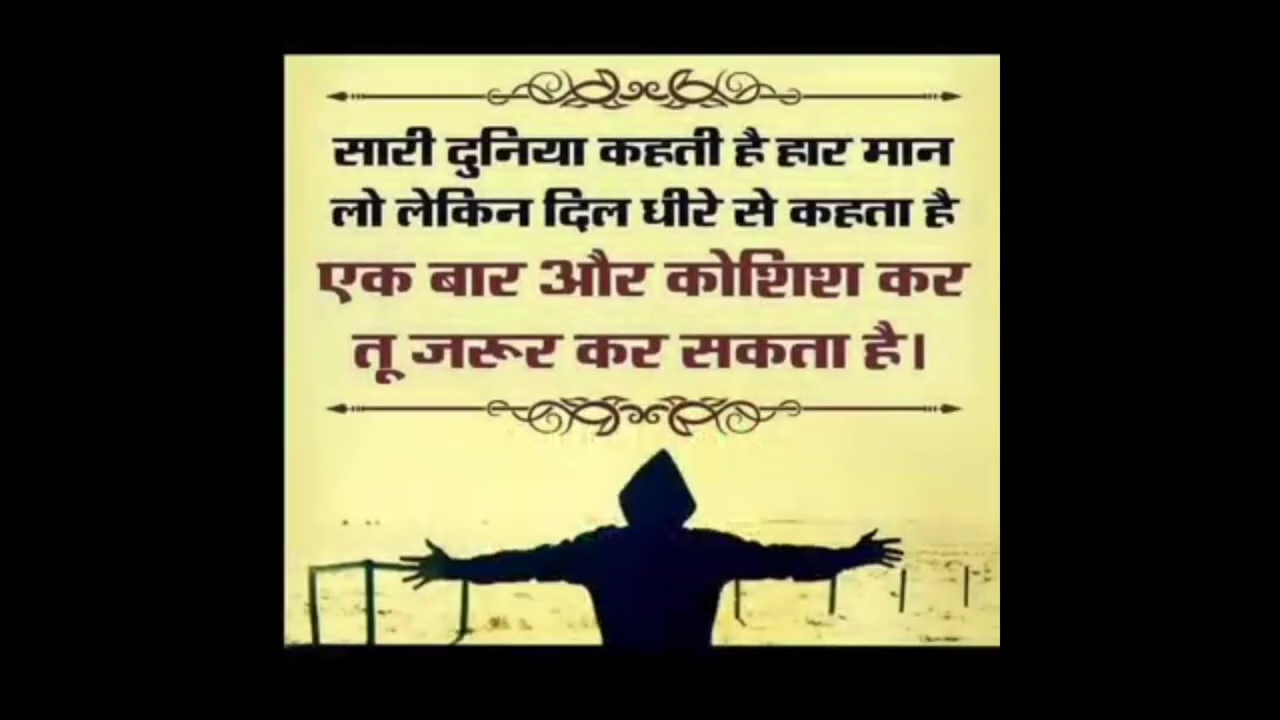 सारी दुनिया कहती है हार मान
लो लेकिन दिल धीरे से कहता है
एक बार और कोशिश कर
तू जरूर कर सकता है।